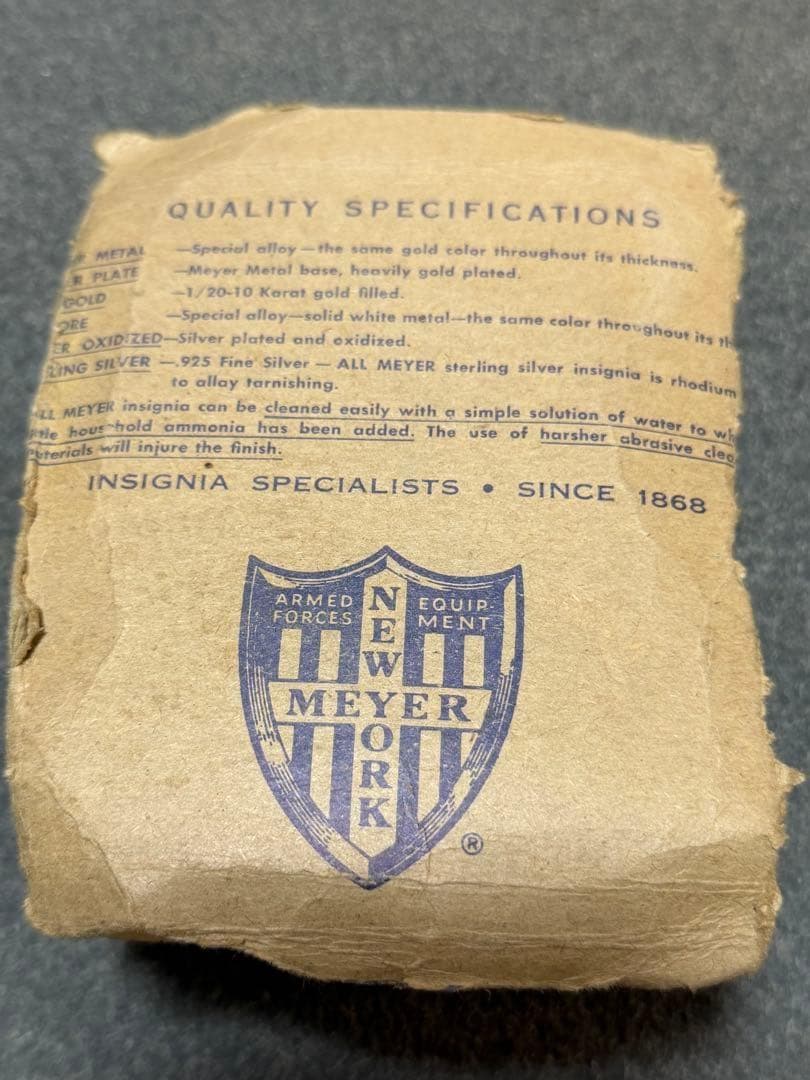 QUALITY SPECIFICATIONS
METAL —Special alloy—the same gold color throughout its thickness.
PLATE —Meyer Metal base, heavily gold plated.
GOLD —1/20-10 Karat gold filled.
—Special alloy—solid white metal—the same color throughout its
OXIDIZED—Silver plated and oxidized.
SILVER —.925 Fine Silver — ALL MEYER sterling silver insignia is rhodium
to allay tarnishing.
MEYER insignia can be cleaned easily with a simple solution of water to
household ammonia has been added. The use of harsher abrasive
will injure the finish.
INSIGNIA SPECIALISTS • SINCE 1868
ARMED FORCES
EQUIP-
MENT
NEW YORK
MEYER
®